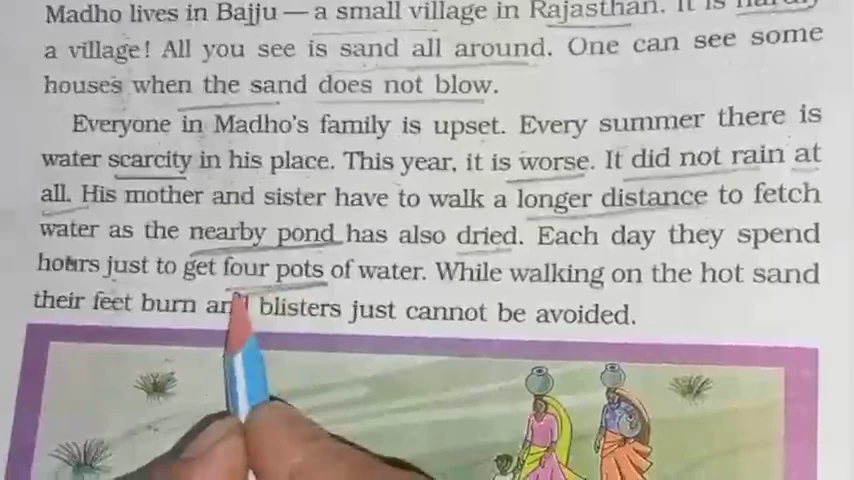 Madho lives in Bajju — a small village in Rajasthan. It is hardly
a village! All you see is sand all around. One can see some
houses when the sand does not blow.
Everyone in Madho's family is upset. Every summer there is
water scarcity in his place. This year, it is worse. It did not rain at
all. His mother and sister have to walk a longer distance to fetch
water as the nearby pond has also dried. Each day they spend
hours just to get four pots of water. While walking on the hot sand
their feet burn and blisters just cannot be avoided.